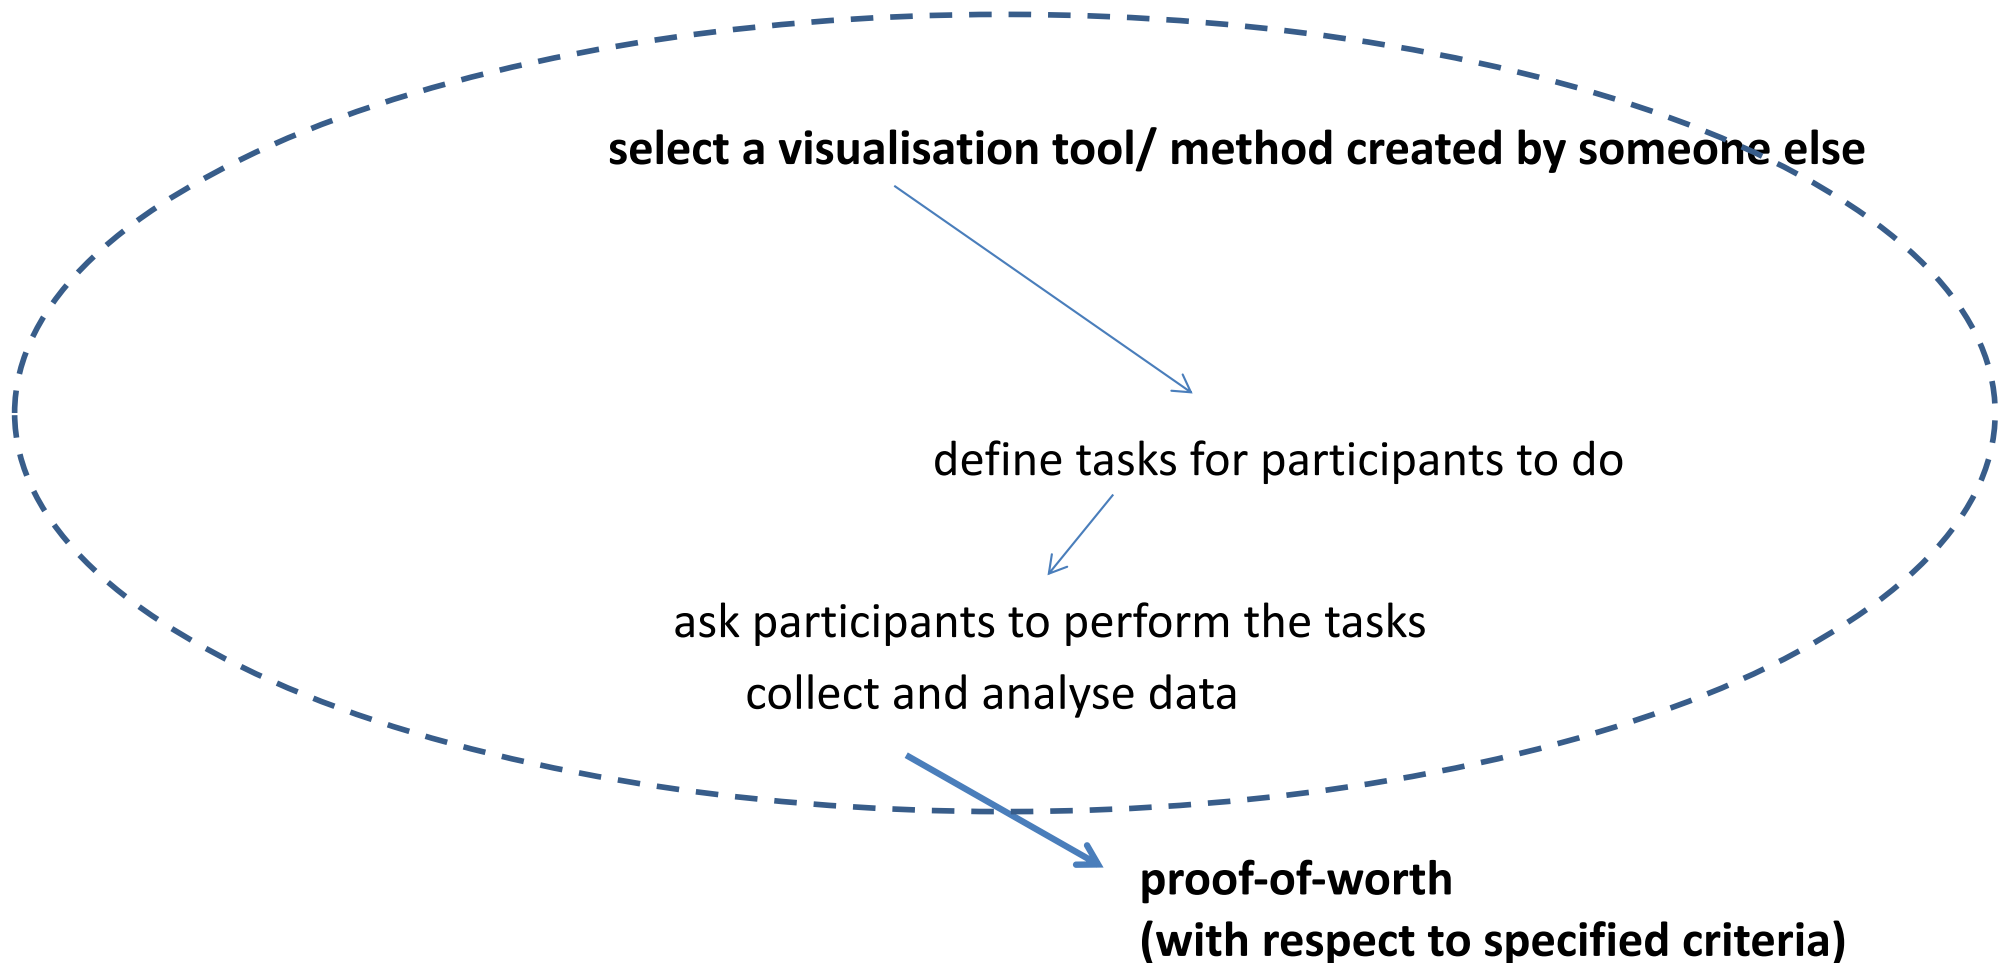 select a visualisation tool/ method created by someone else
define tasks for participants to do
ask participants to perform the tasks
collect and analyse data
proof-of-worth
(with respect to specified criteria)